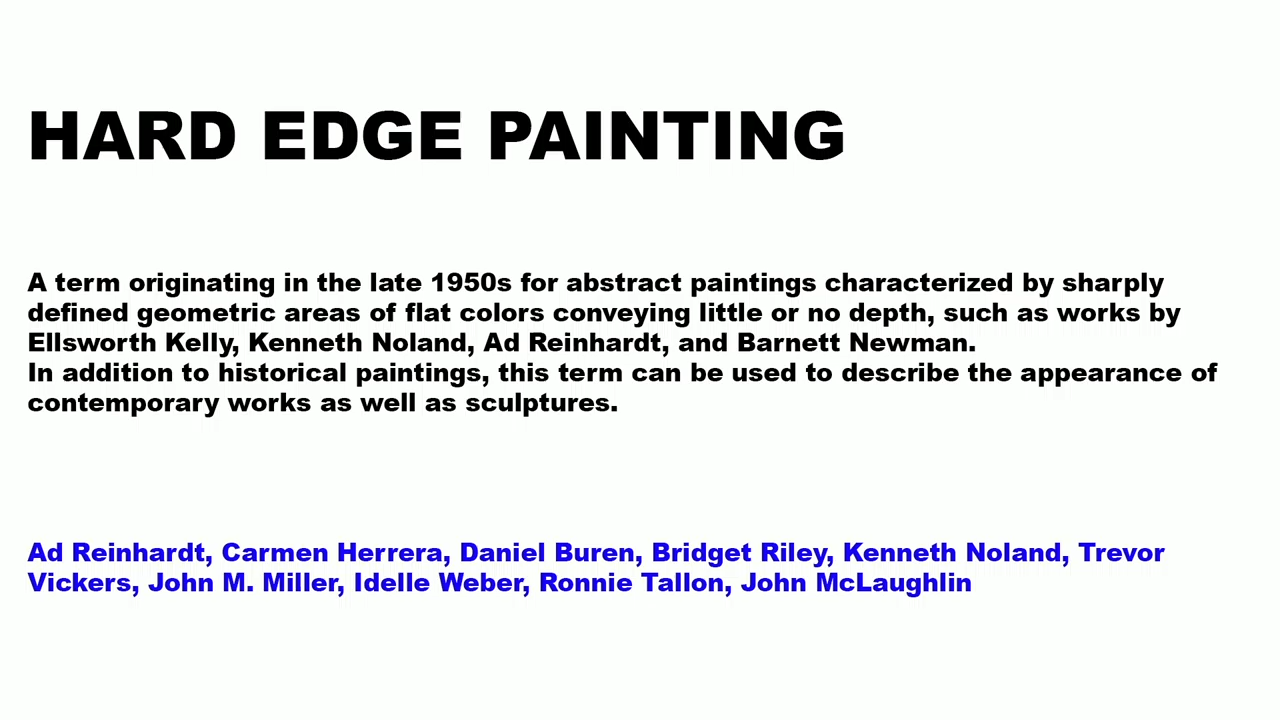 HARD EDGE PAINTING
A term originating in the late 1950s for abstract paintings characterized by sharply
defined geometric areas of flat colors conveying little or no depth, such as works by
Ellsworth Kelly, Kenneth Noland, Ad Reinhardt, and Barnett Newman.
In addition to historical paintings, this term can be used to describe the appearance of
contemporary works as well as sculptures.
Ad Reinhardt, Carmen Herrera, Daniel Buren, Bridget Riley, Kenneth Noland, Trevor
Vickers, John M. Miller, Idelle Weber, Ronnie Tallon, John McLaughlin